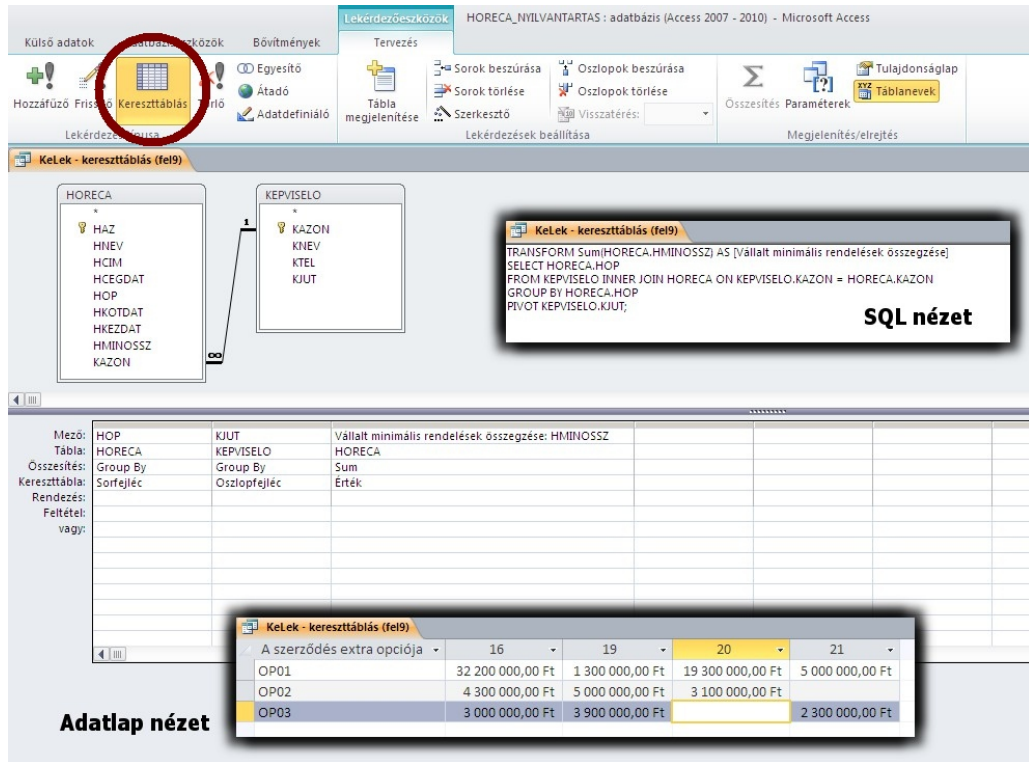 Lekérdezőeszközök HORECA_NYILVANTARTAS : adatbázis (Access 2007 - 2010) - Microsoft Access
Külső adatok Bővítmények Tervezés
Hozzáfűző Kereszttáblás
Egyesítő
Átadó
Adatdefiniáló
Tábla megjelenítése
Sorok beszúrása
Sorok törlése
Szerkesztő
Oszlopok beszúrása
Oszlopok törlése
Visszatérés:
Összesítés Paraméterek
Tulajdonságlap
Táblanevek
Lekérdezések beállítása
Megjelenítés/elrejtés
KeLek - kereszttáblás (fel9)
HORECA
*
HAZ
HNEV
HCIM
HCEGDAT
HOP
HKOTDAT
HKEZDAT
HMINOSSZ
KAZON
1
∞
KEPVISELO
*
KAZON
KNEV
KTEL
KJUT
KeLek - kereszttáblás (fel9)
TRANSFORM Sum(HORECA.HMINOSSZ) AS [Vállalt minimális rendelések összegzése]
SELECT HORECA.HOP
FROM KEPVISELO INNER JOIN HORECA ON KEPVISELO.KAZON = HORECA.KAZON
GROUP BY HORECA.HOP
PIVOT KEPVISELO.KJUT;
SQL nézet
Mező: HOP KJUT Vállalt minimális rendelések összegzése: HMINOSSZ
Tábla: HORECA KEPVISELO HORECA
Összesítés: Group By Group By Sum
Kereszttábla: Sorfejléc Oszlopfejléc Érték
Rendezés:
Feltétel:
vagy:
KeLek - kereszttáblás (fel9)
A szerződés extra opciója 16 19 20 21
OP01 32 200 000,00 Ft 1 300 000,00 Ft 19 300 000,00 Ft 5 000 000,00 Ft
OP02 4 300 000,00 Ft 5 000 000,00 Ft 3 100 000,00 Ft
OP03 3 000 000,00 Ft 3 900 000,00 Ft 2 300 000,00 Ft
Adatlap nézet